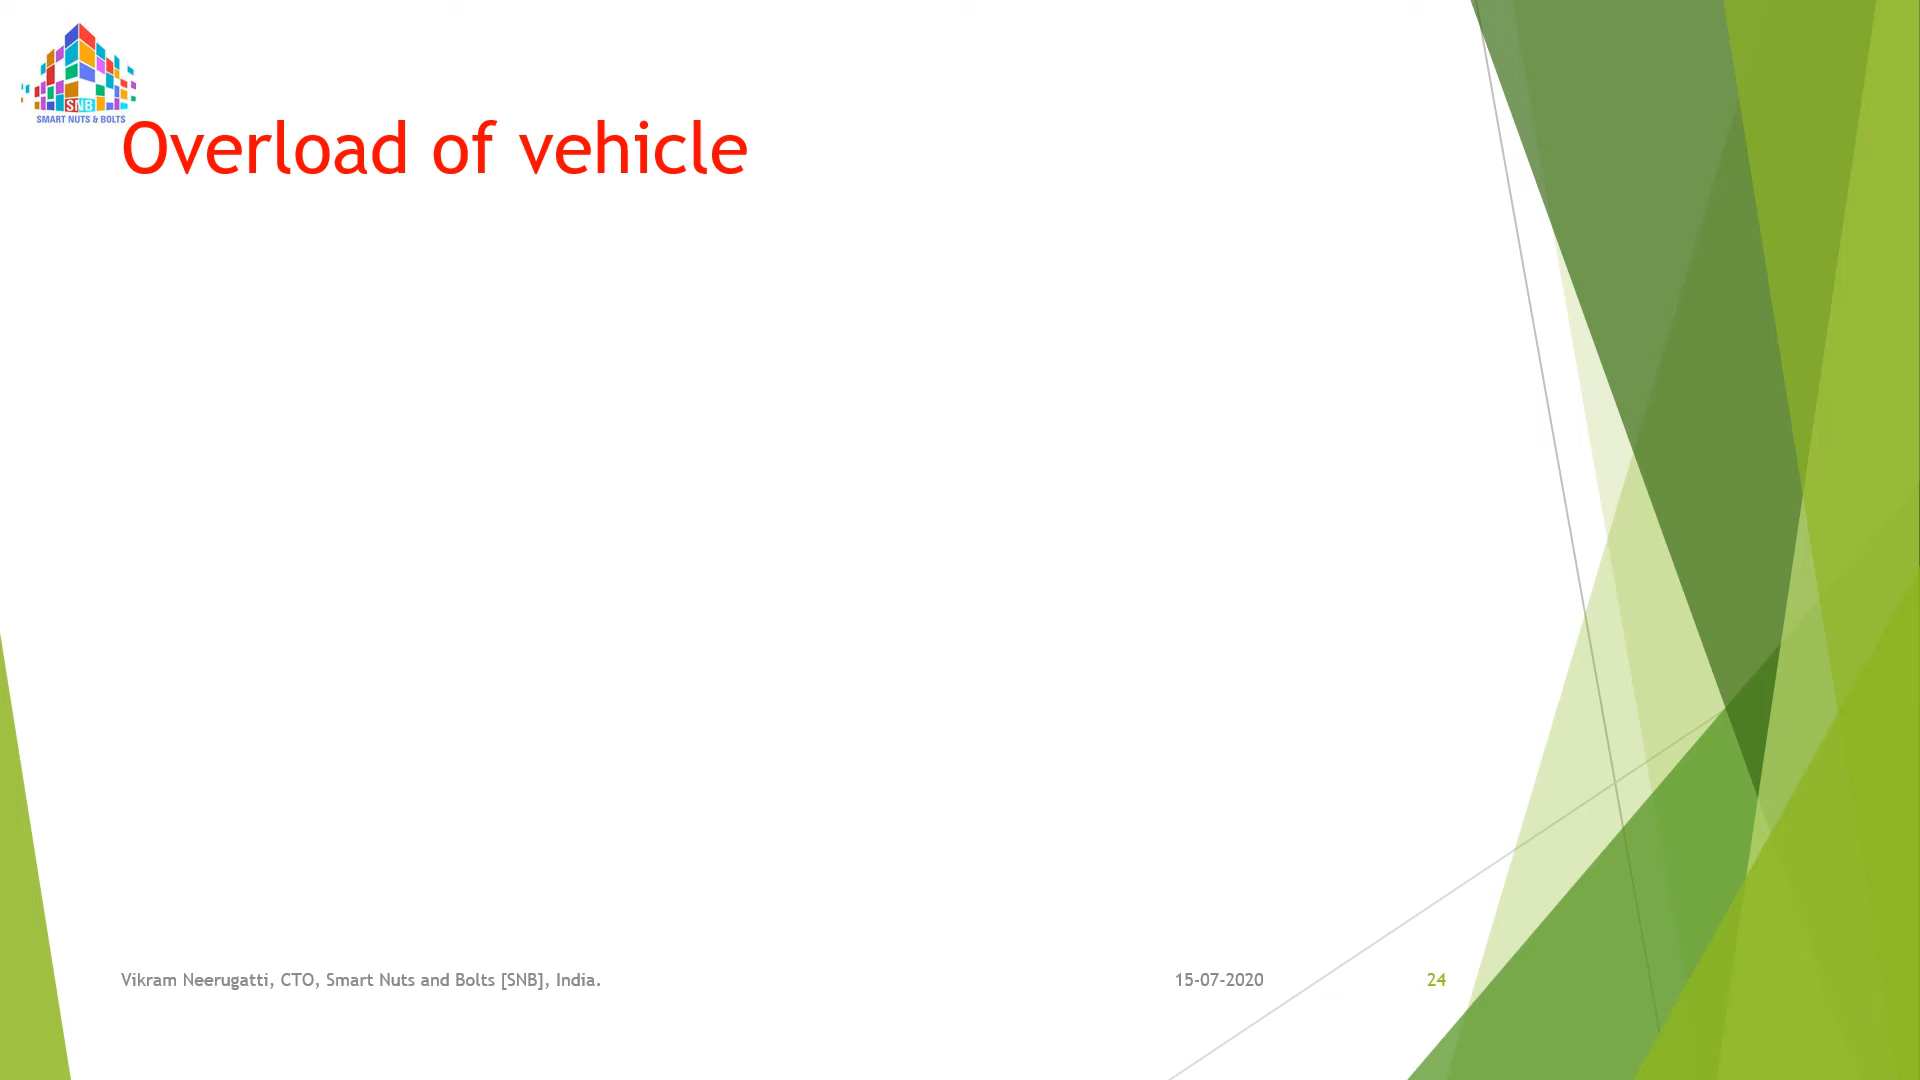 SNB
SMART NUTS & BOLTS
Overload of vehicle
Vikram Neerugatti, CTO, Smart Nuts and Bolts [SNB], India.
15-07-2020
24